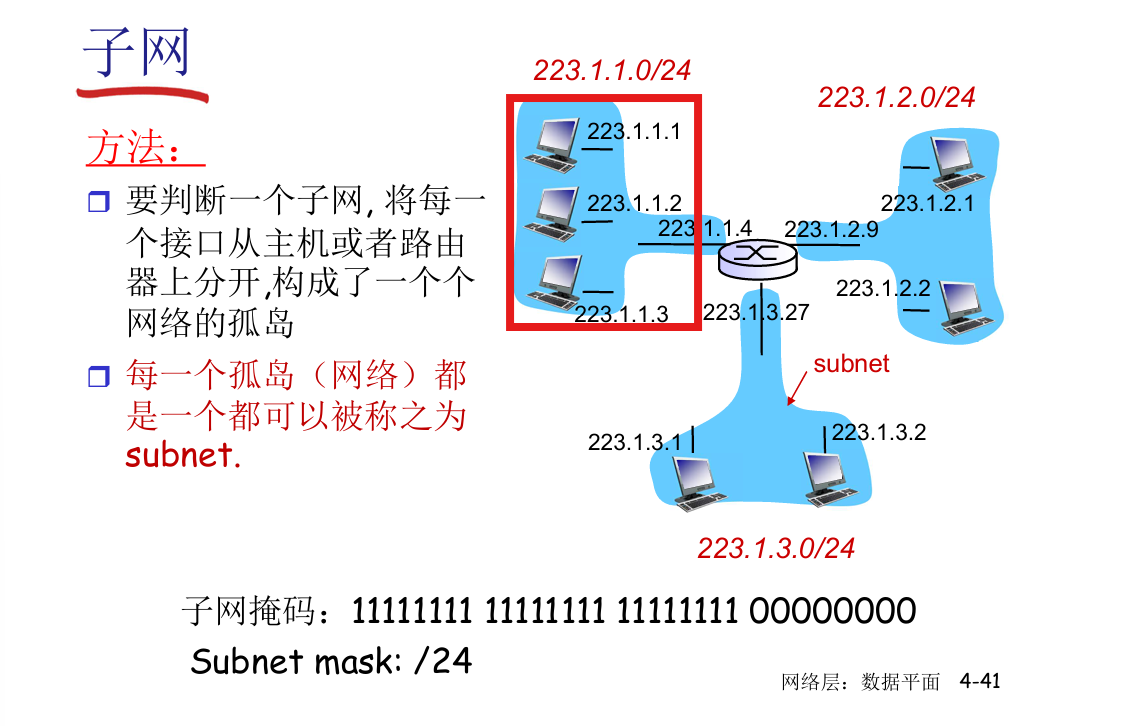 子网
方法：
要判断一个子网, 将每一
个接口从主机或者路由
器上分开,构成了一个个
网络的孤岛
每一个孤岛（网络）都
是一个都可以被称之为
subnet.
223.1.1.0/24
223.1.2.0/24
223.1.1.1
223.1.1.2
223.1.1.3
223.1.1.4
223.1.2.9
223.1.2.1
223.1.2.2
223.1.3.27
subnet
223.1.3.1
223.1.3.2
223.1.3.0/24
子网掩码：11111111 11111111 11111111 00000000
Subnet mask: /24
网络层：数据平面 4-41